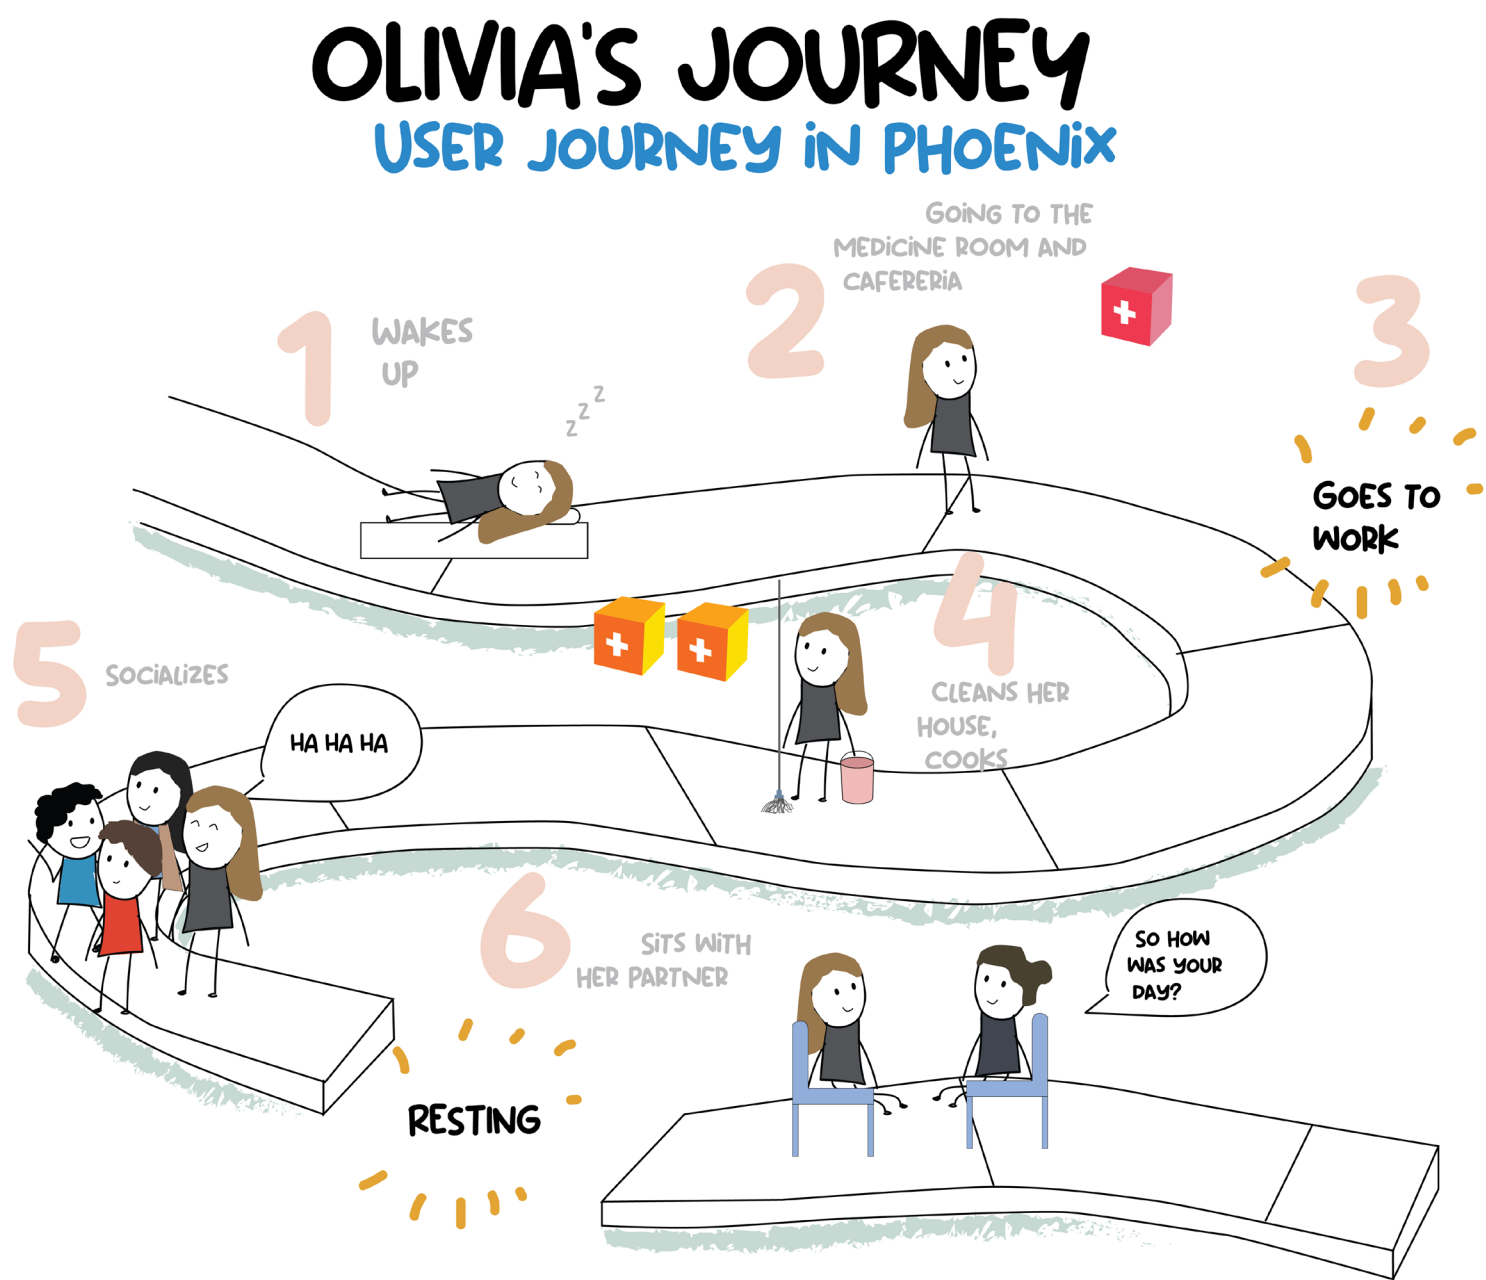 OLIVIA'S JOURNEY
USER JOURNEY iN PHOENiX
1
WAKES
UP
z
z
z
2
GOiNG TO THE
MEDiCiNE ROOM AND
CAFERERiA
3
GOES TO
WORK
4
CLEANS HER
HOUSE,
COOKS
5
SOCiALiZES
HA HA HA
6
SiTS WiTH
HER PARTNER
SO HOW
WAS YOUR
DAY?
RESTING